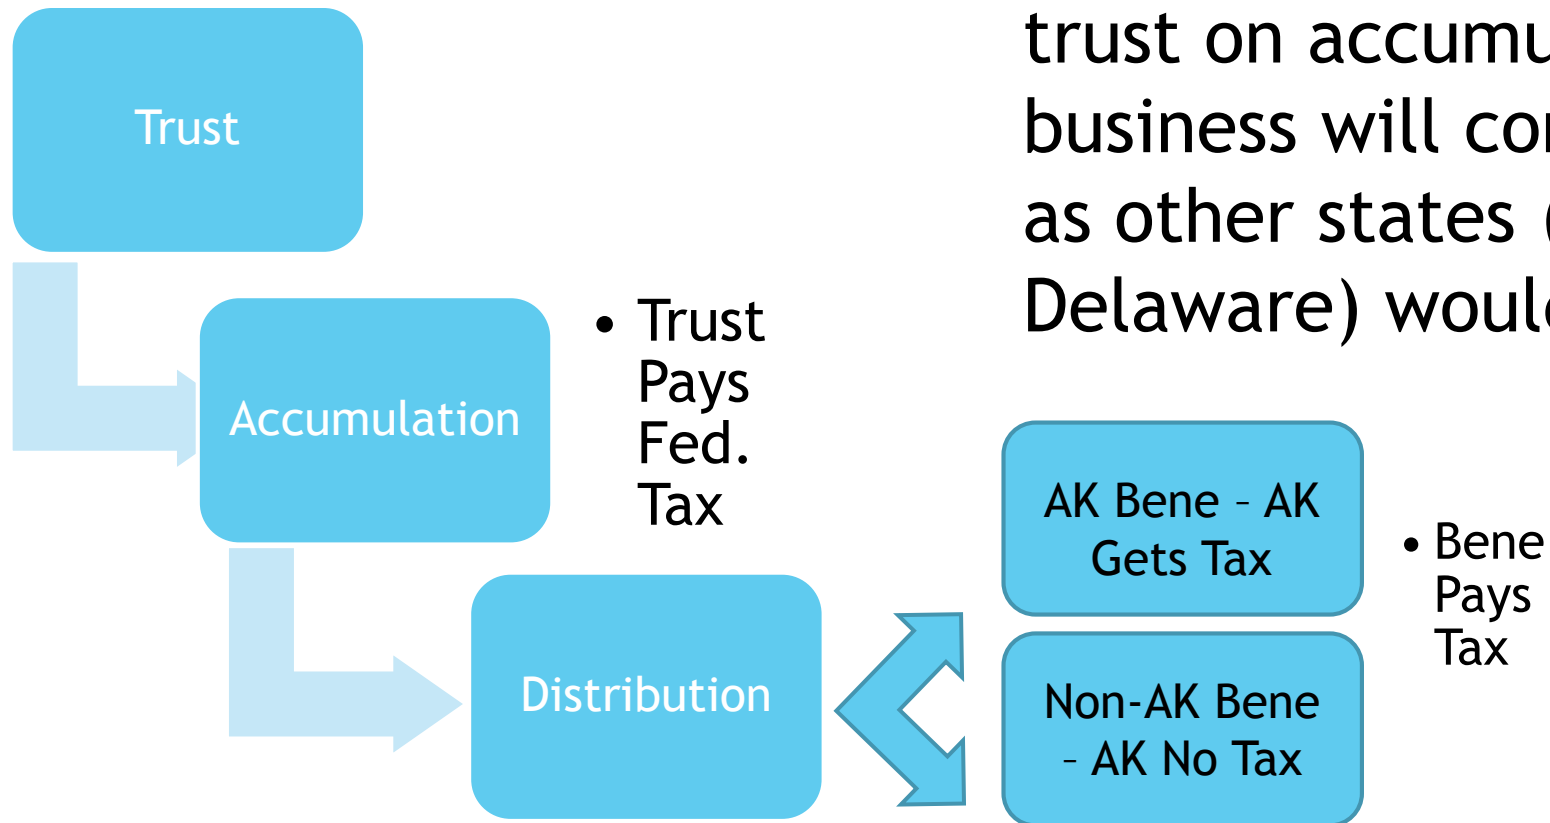 trust on accumu
business will co
as other states (
Delaware) would
Trust
Accumulation
• Trust
Pays
Fed.
Tax
Distribution
AK Bene – AK
Gets Tax
Non-AK Bene
– AK No Tax
• Bene
Pays
Tax